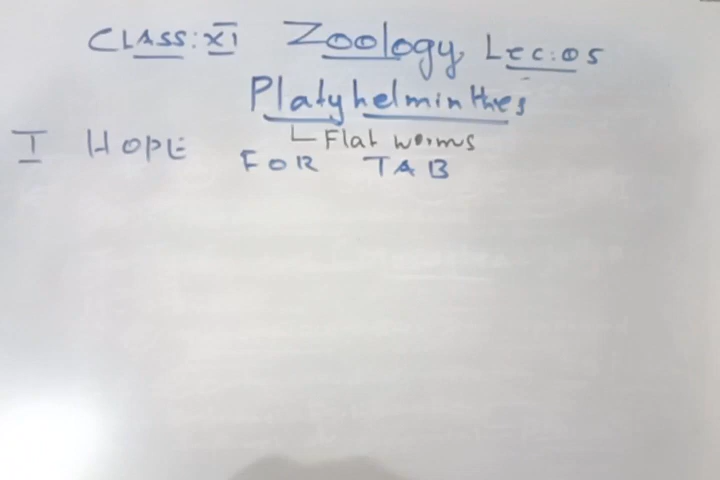 CLASS: XI Zoology, Lec: 05
Platyhelminthes
Flat worms
I HOPE FOR TAB